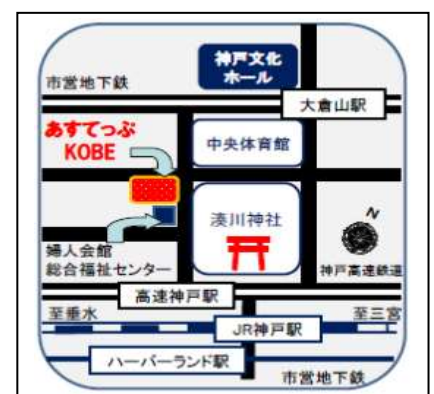 神戸文化
ホール
市営地下鉄
大倉山駅
あすてっぷ
KOBE
中央体育館
湊川神社
N
婦人会館
総合福祉センター
神戸高速鉄道
高速神戸駅
至垂水
至三宮
JR神戸駅
ハーバーランド駅
市営地下鉄